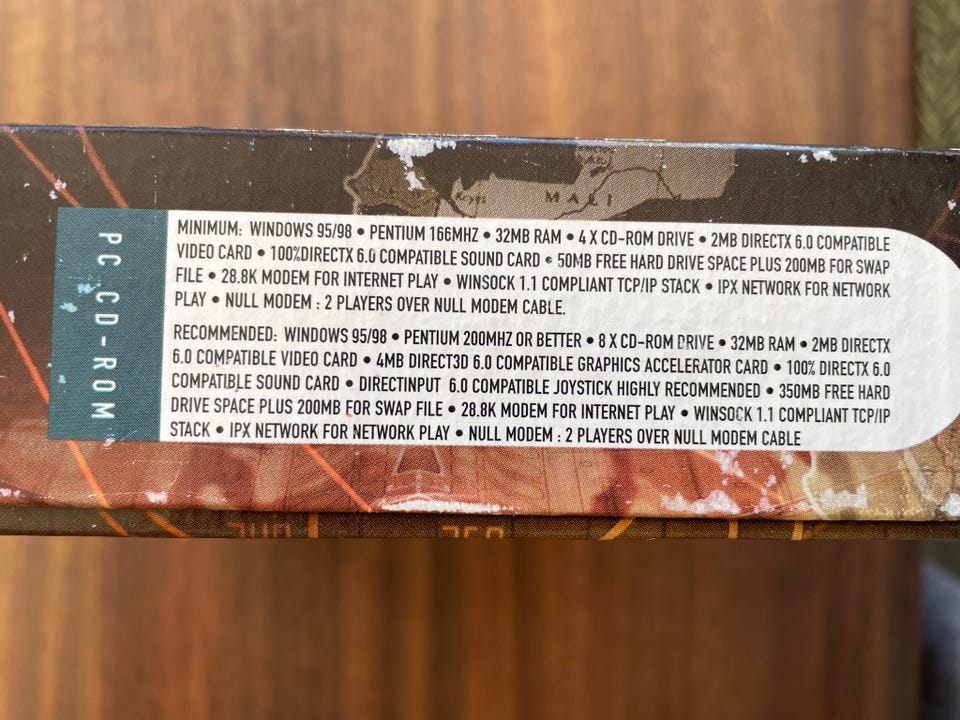 MALI
PC CD-ROM
MINIMUM: WINDOWS 95/98 • PENTIUM 166MHZ • 32MB RAM • 4 X CD-ROM DRIVE • 2MB DIRECTX 6.0 COMPATIBLE
VIDEO CARD • 100%DIRECTX 6.0 COMPATIBLE SOUND CARD • 50MB FREE HARD DRIVE SPACE PLUS 200MB FOR SWAP
FILE • 28.8K MODEM FOR INTERNET PLAY • WINSOCK 1.1 COMPLIANT TCP/IP STACK • IPX NETWORK FOR NETWORK
PLAY • NULL MODEM : 2 PLAYERS OVER NULL MODEM CABLE.
RECOMMENDED: WINDOWS 95/98 • PENTIUM 200MHZ OR BETTER • 8 X CD-ROM DRIVE • 32MB RAM • 2MB DIRECTX
6.0 COMPATIBLE VIDEO CARD • 4MB DIRECT3D 6.0 COMPATIBLE GRAPHICS ACCELERATOR CARD • 100% DIRECTX 6.0
COMPATIBLE SOUND CARD • DIRECTINPUT 6.0 COMPATIBLE JOYSTICK HIGHLY RECOMMENDED • 350MB FREE HARD
DRIVE SPACE PLUS 200MB FOR SWAP FILE • 28.8K MODEM FOR INTERNET PLAY • WINSOCK 1.1 COMPLIANT TCP/IP
STACK • IPX NETWORK FOR NETWORK PLAY • NULL MODEM : 2 PLAYERS OVER NULL MODEM CABLE